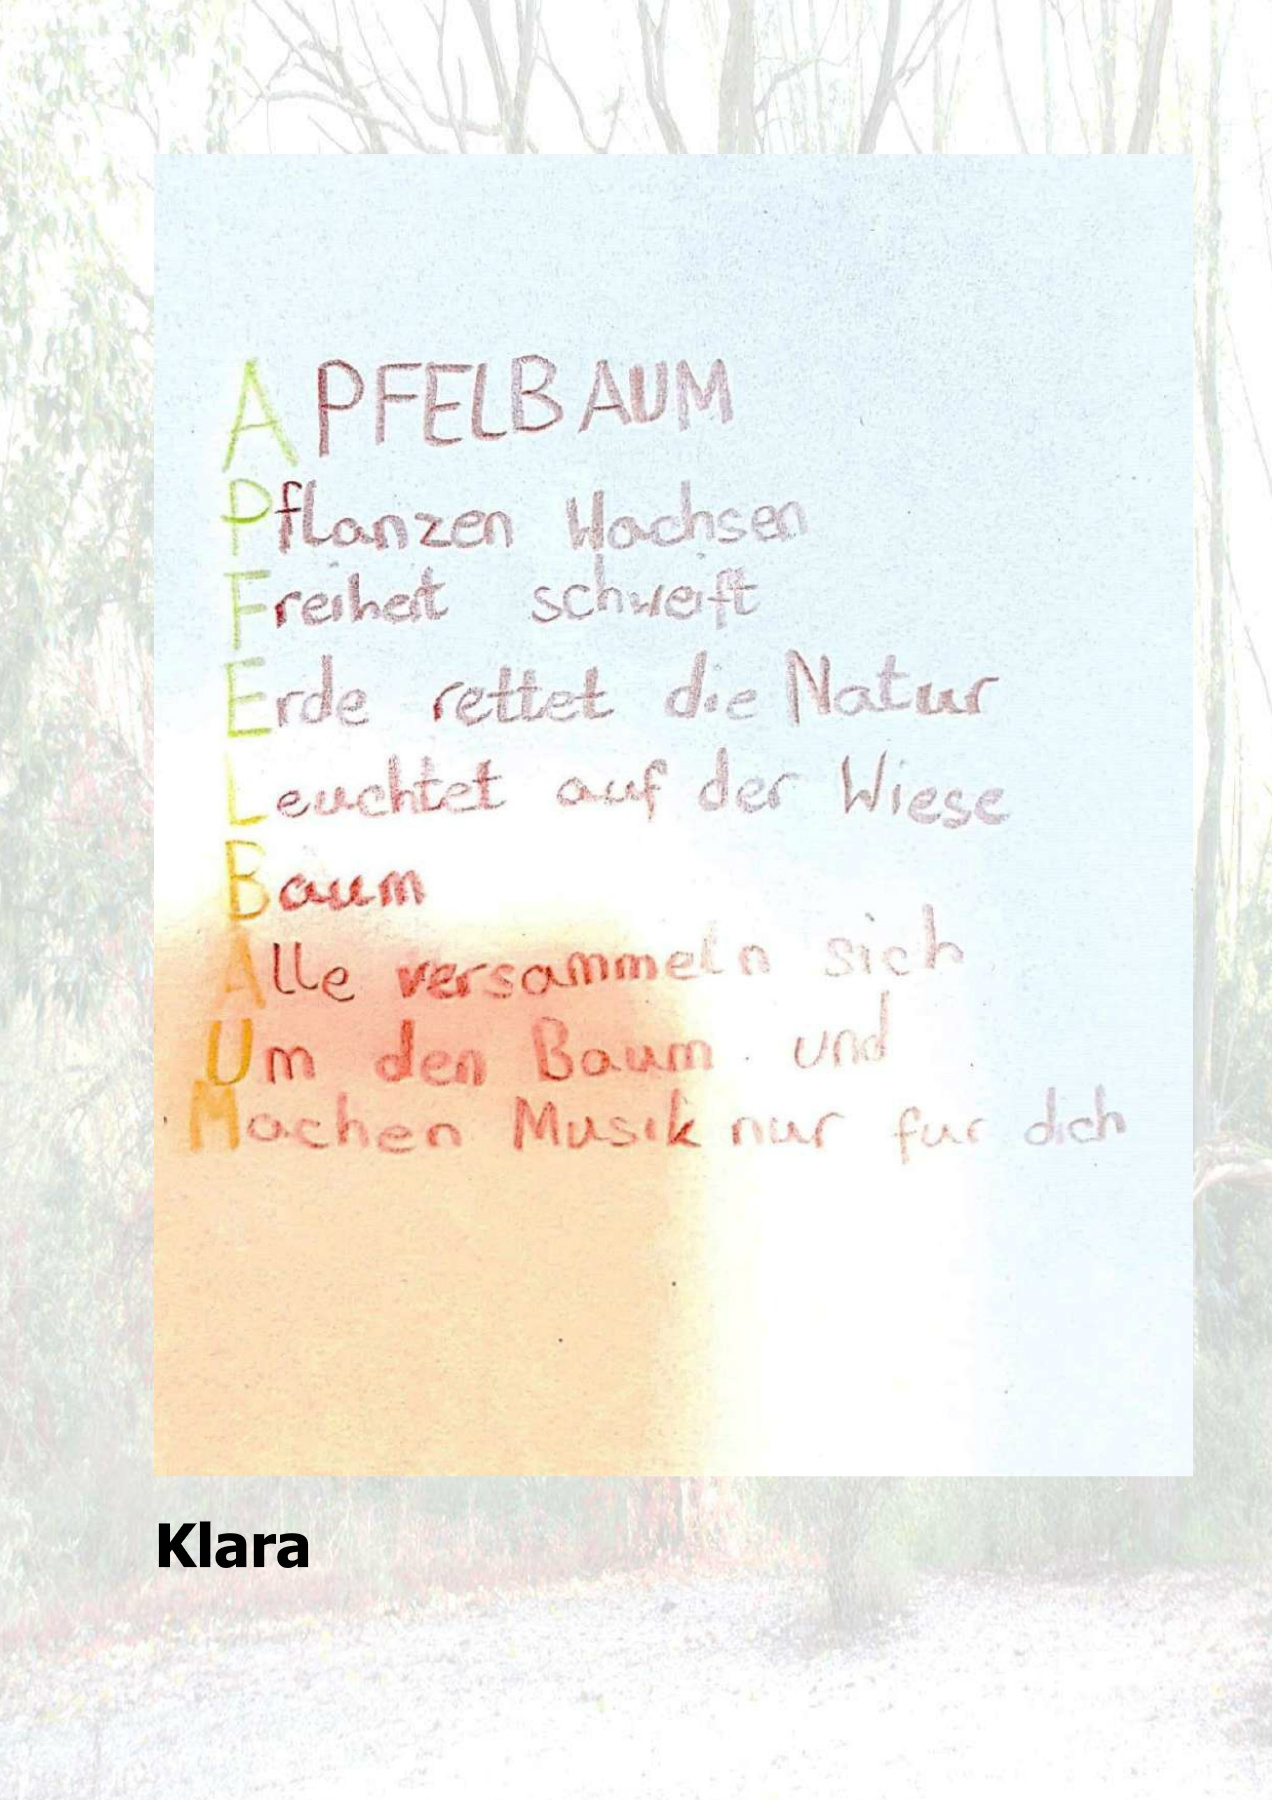 APFELBAUM
Pflanzen Wachsen
Freiheit schweift
Erde rettet die Natur
Leuchtet auf der Wiese
Baum
Alle versammeln sich
Um den Baum und
Machen Musik nur fur dich
Klara